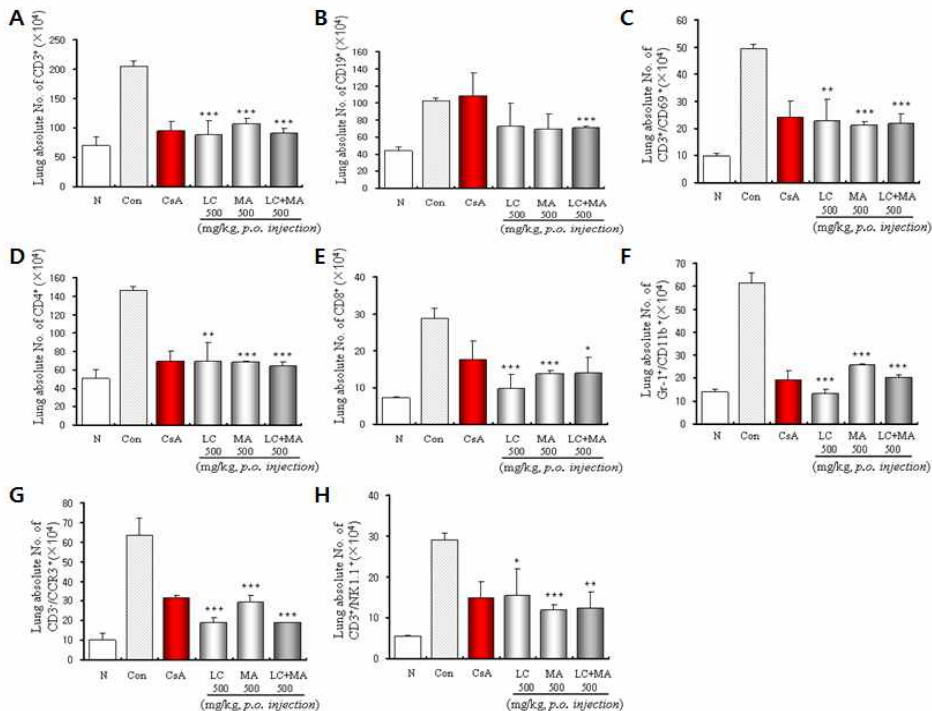 A
Lung absolute No. of CD3⁺ (×10⁴)
250
200
150
100
50
0
***
***
***
N
Con
CsA
LC
MA
LC+MA
500
500
500
(mg/kg, p.o. injection)
B
Lung absolute No. of CD19⁺ (×10⁴)
160
140
120
100
80
60
40
20
0
***
N
Con
CsA
LC
MA
LC+MA
500
500
500
(mg/kg, p.o. injection)
C
Lung absolute No. of
CD3⁺/CD69⁺(×10⁴)
60
50
40
30
20
10
0
**
***
***
N
Con
CsA
LC
MA
LC+MA
500
500
500
(mg/kg, p.o. injection)
D
Lung absolute No. of CD4⁺ (×10⁴)
160
140
120
100
80
60
40
20
0
**
***
***
N
Con
CsA
LC
MA
LC+MA
500
500
500
(mg/kg, p.o. injection)
E
Lung absolute No. of CD8⁺ (×10⁴)
40
30
20
10
0
***
***
*
N
Con
CsA
LC
MA
LC+MA
500
500
500
(mg/kg, p.o. injection)
F
Lung absolute No. of
Gr-1⁺/CD11b⁺(×10⁴)
70
60
50
40
30
20
10
0
***
***
***
N
Con
CsA
LC
MA
LC+MA
500
500
500
(mg/kg, p.o. injection)
G
Lung absolute No. of
CD3⁻/CCR3⁺(×10⁴)
80
70
60
50
40
30
20
10
0
***
***
***
N
Con
CsA
LC
MA
LC+MA
500
500
500
(mg/kg, p.o. injection)
H
Lung absolute No. of
CD3⁺/NK1.1⁺(×10⁴)
40
30
20
10
0
*
***
**
N
Con
CsA
LC
MA
LC+MA
500
500
500
(mg/kg, p.o. injection)